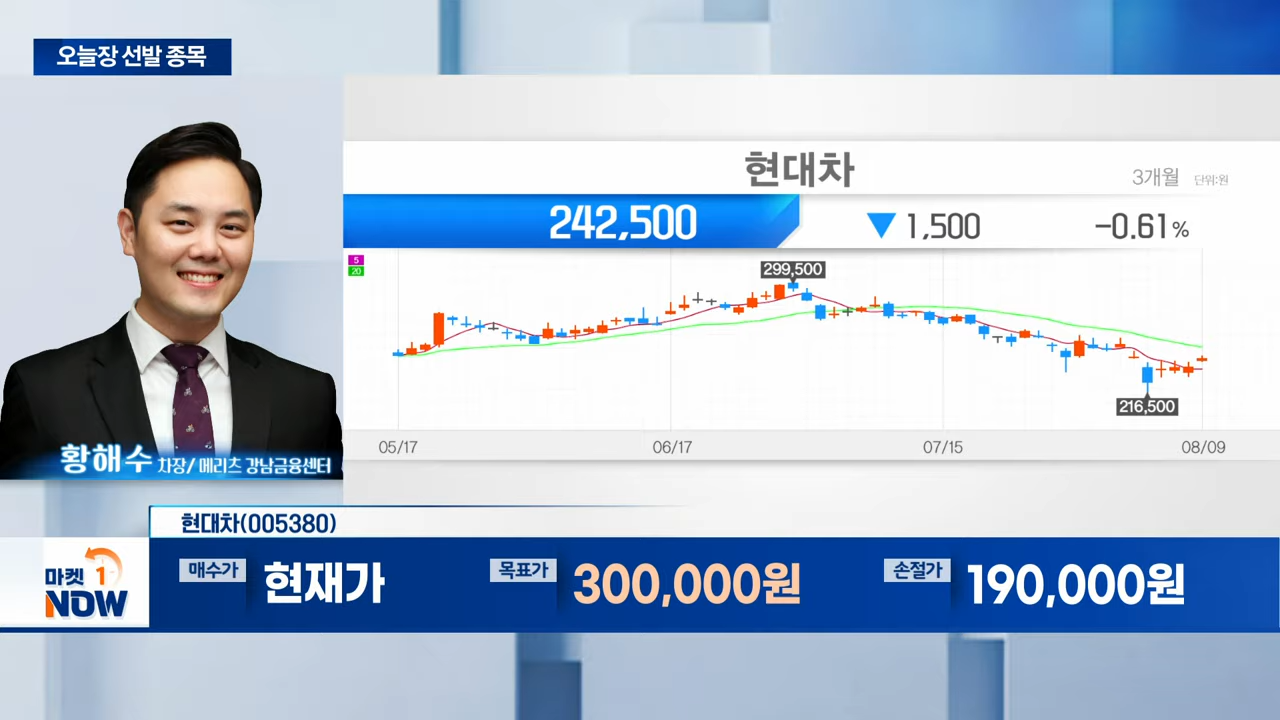 오늘장 선발 종목
현대차
3개월 단위:원
242,500 ▼ 1,500 -0.61%
5
20
299,500
216,500
05/17 06/17 07/15 08/09
황해수 차장/ 메리츠 강남금융센터
현대차(005380)
마켓 1
NOW
매수가 현재가 목표가 300,000원 손절가 190,000원